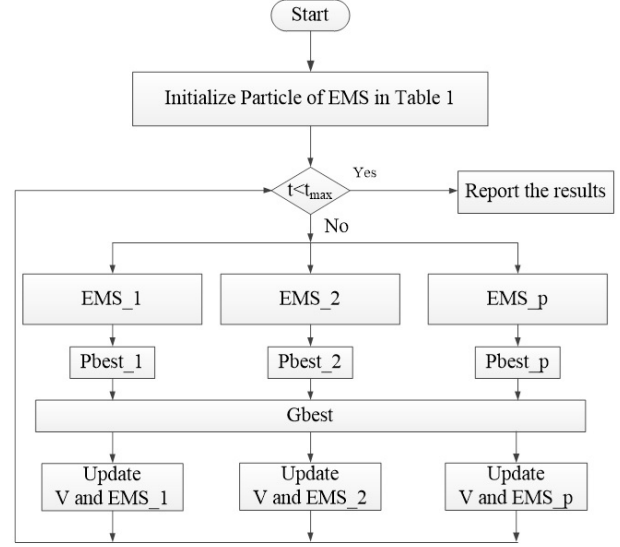 Start
Initialize Particle of EMS in Table 1
t<tmax
Yes
Report the results
No
EMS_1
EMS_2
EMS_p
Pbest_1
Pbest_2
Pbest_p
Gbest
Update
V and EMS_1
Update
V and EMS_2
Update
V and EMS_p